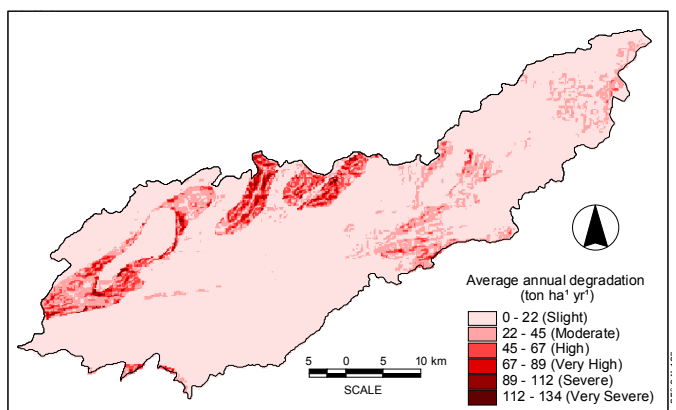 Average annual degradation
(ton ha¹ yr¹)
0 - 22 (Slight)
22 - 45 (Moderate)
45 - 67 (High)
67 - 89 (Very High)
89 - 112 (Severe)
112 - 134 (Very Severe)
5 0 5 10 km
SCALE